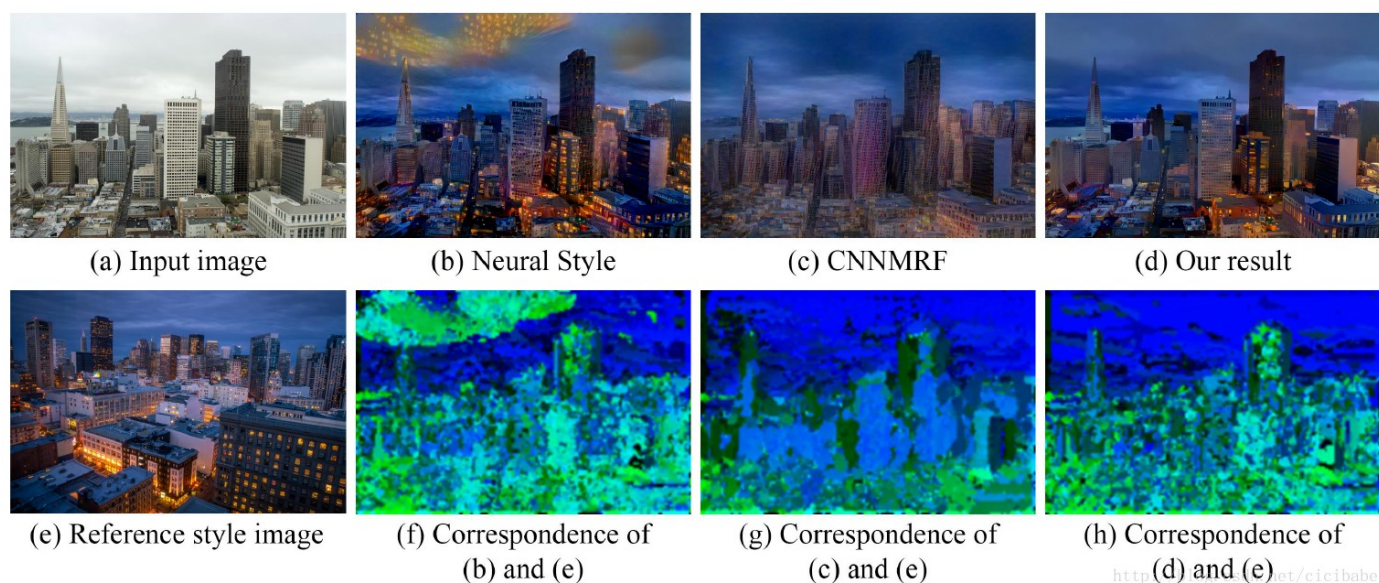 (a) Input image
(b) Neural Style
(c) CNNMRF
(d) Our result
(e) Reference style image
(f) Correspondence of
(b) and (e)
(g) Correspondence of
(c) and (e)
(h) Correspondence of
(d) and (e)